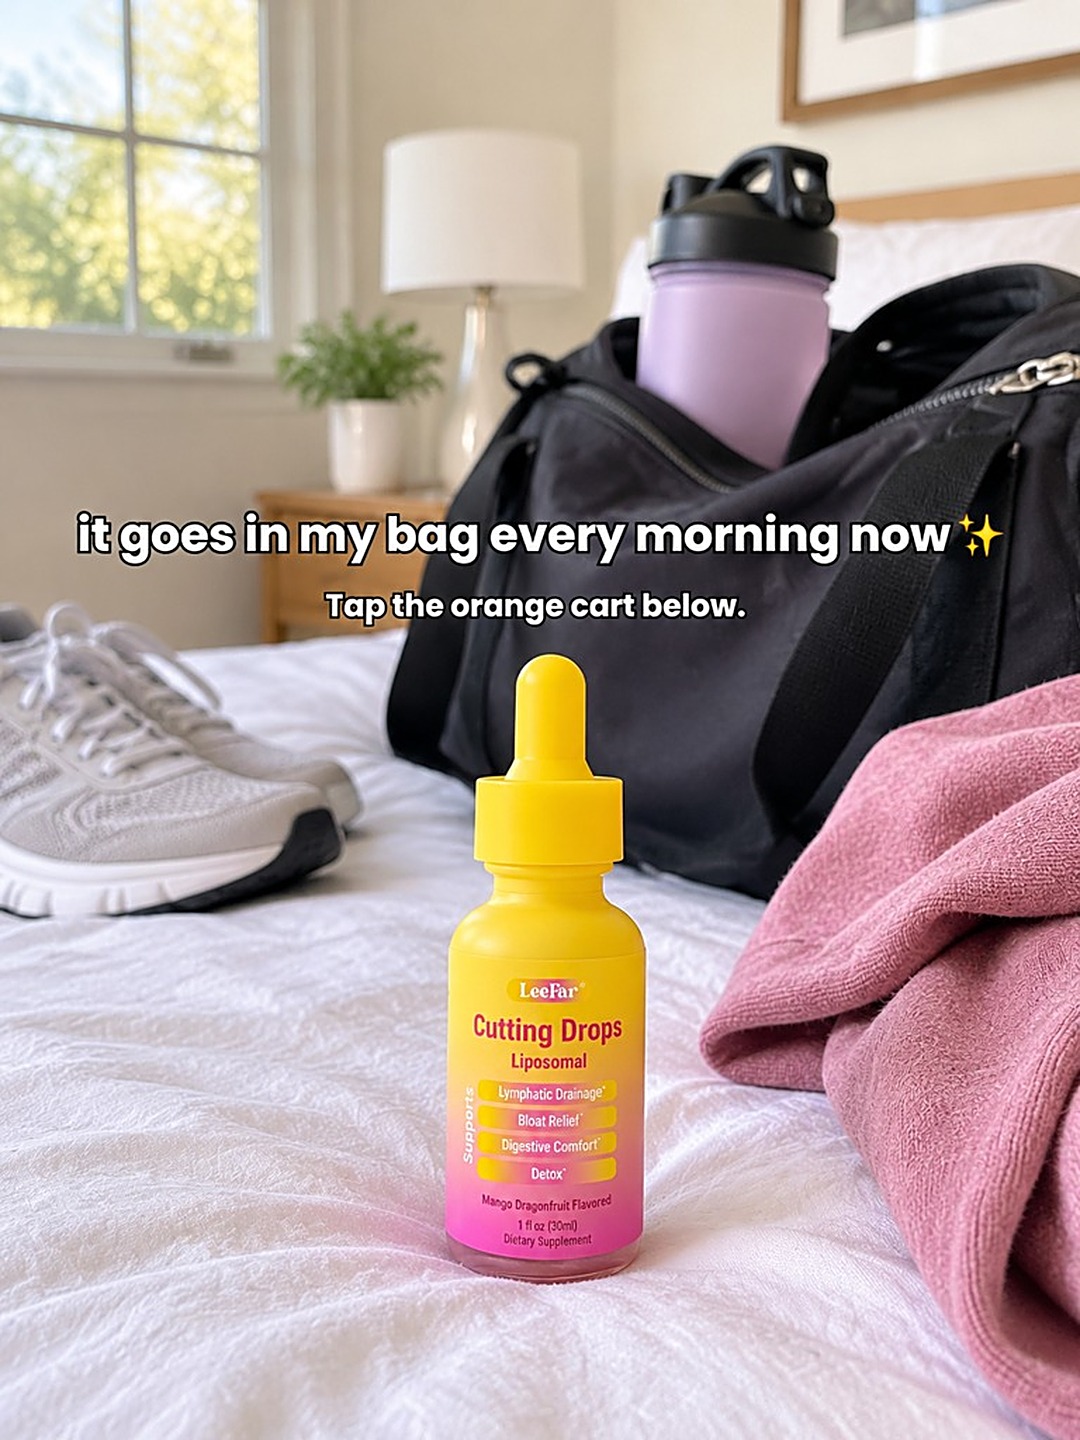 it goes in my bag every morning now ✨
Tap the orange cart below.
LeeFar®
Cutting Drops
Liposomal
Supports
Lymphatic Drainage*
Bloat Relief*
Digestive Comfort*
Detox*
Mango Dragonfruit Flavored
1 fl oz (30ml)
Dietary Supplement